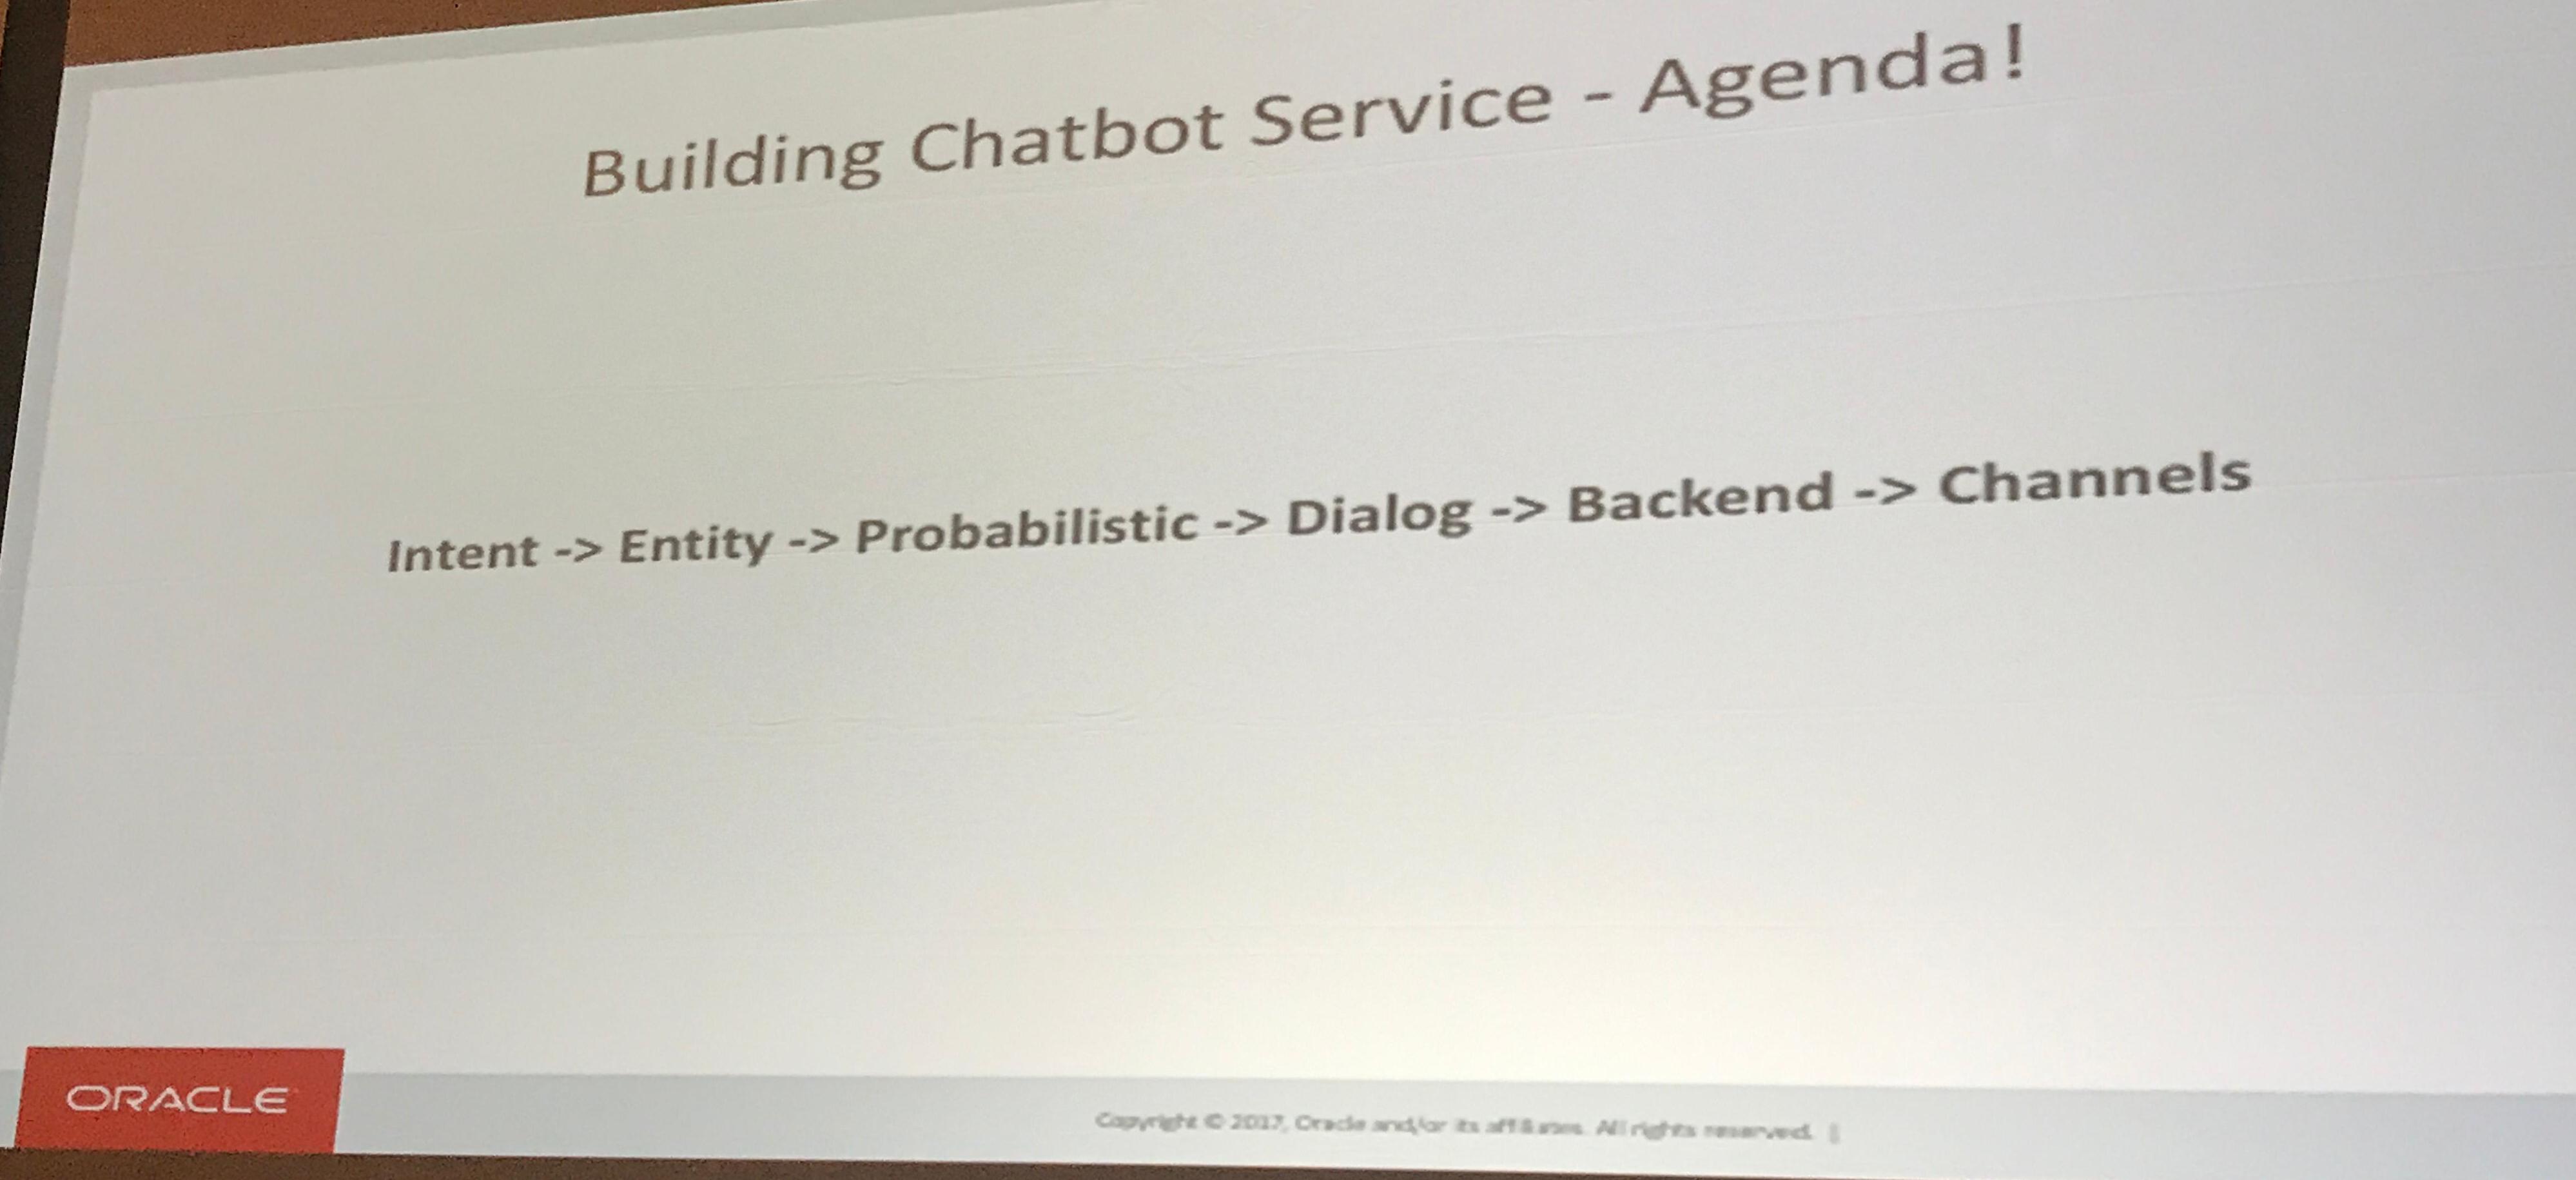 Building Chatbot Service - Agenda!
Intent -> Entity -> Probabilistic -> Dialog -> Backend -> Channels
ORACLE
Copyright © 2017, Oracle and/or its affiliates. All rights reserved. |